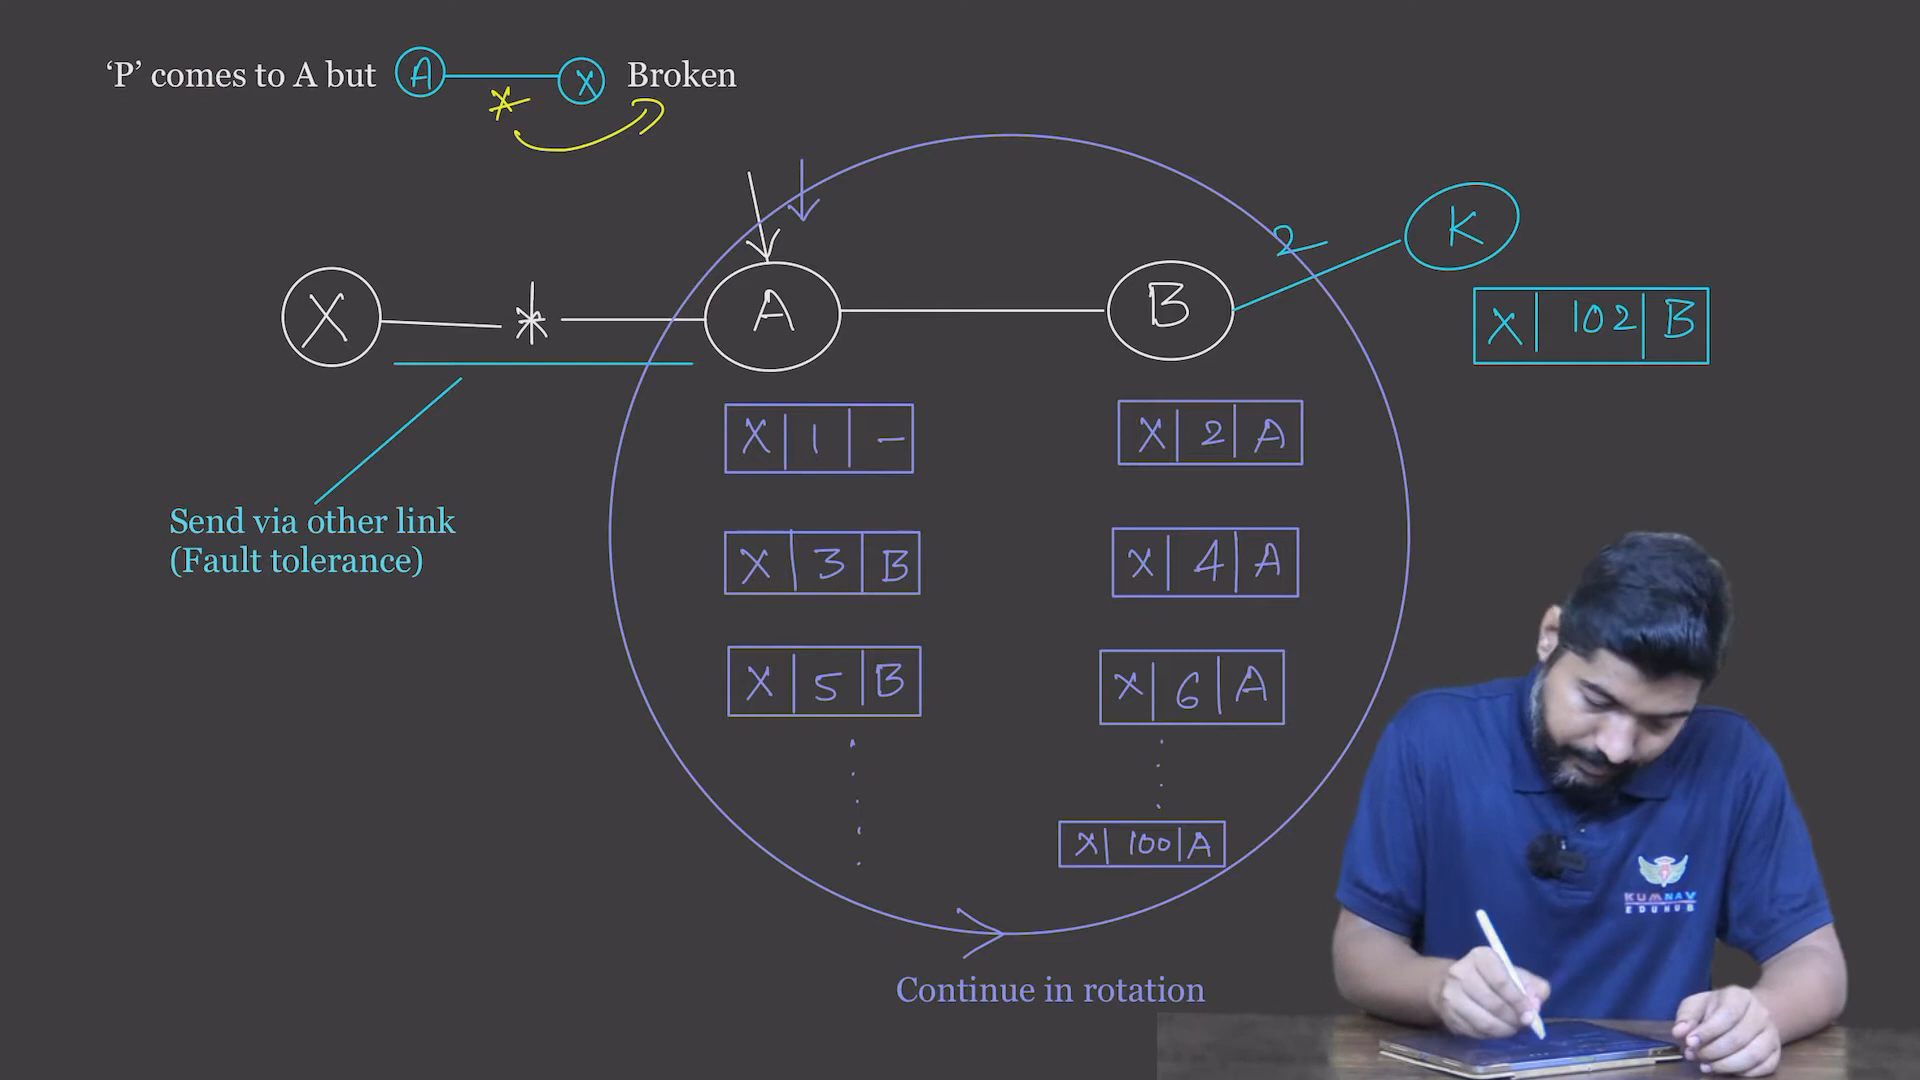 ‘P’ comes to A but A X Broken
X A B 2 K
X 102 B
X 1 - X 2 A
Send via other link
(Fault tolerance)
X 3 B X 4 A
X 5 B X 6 A
X 100 A
KUMNAV
EDUHUB
Continue in rotation